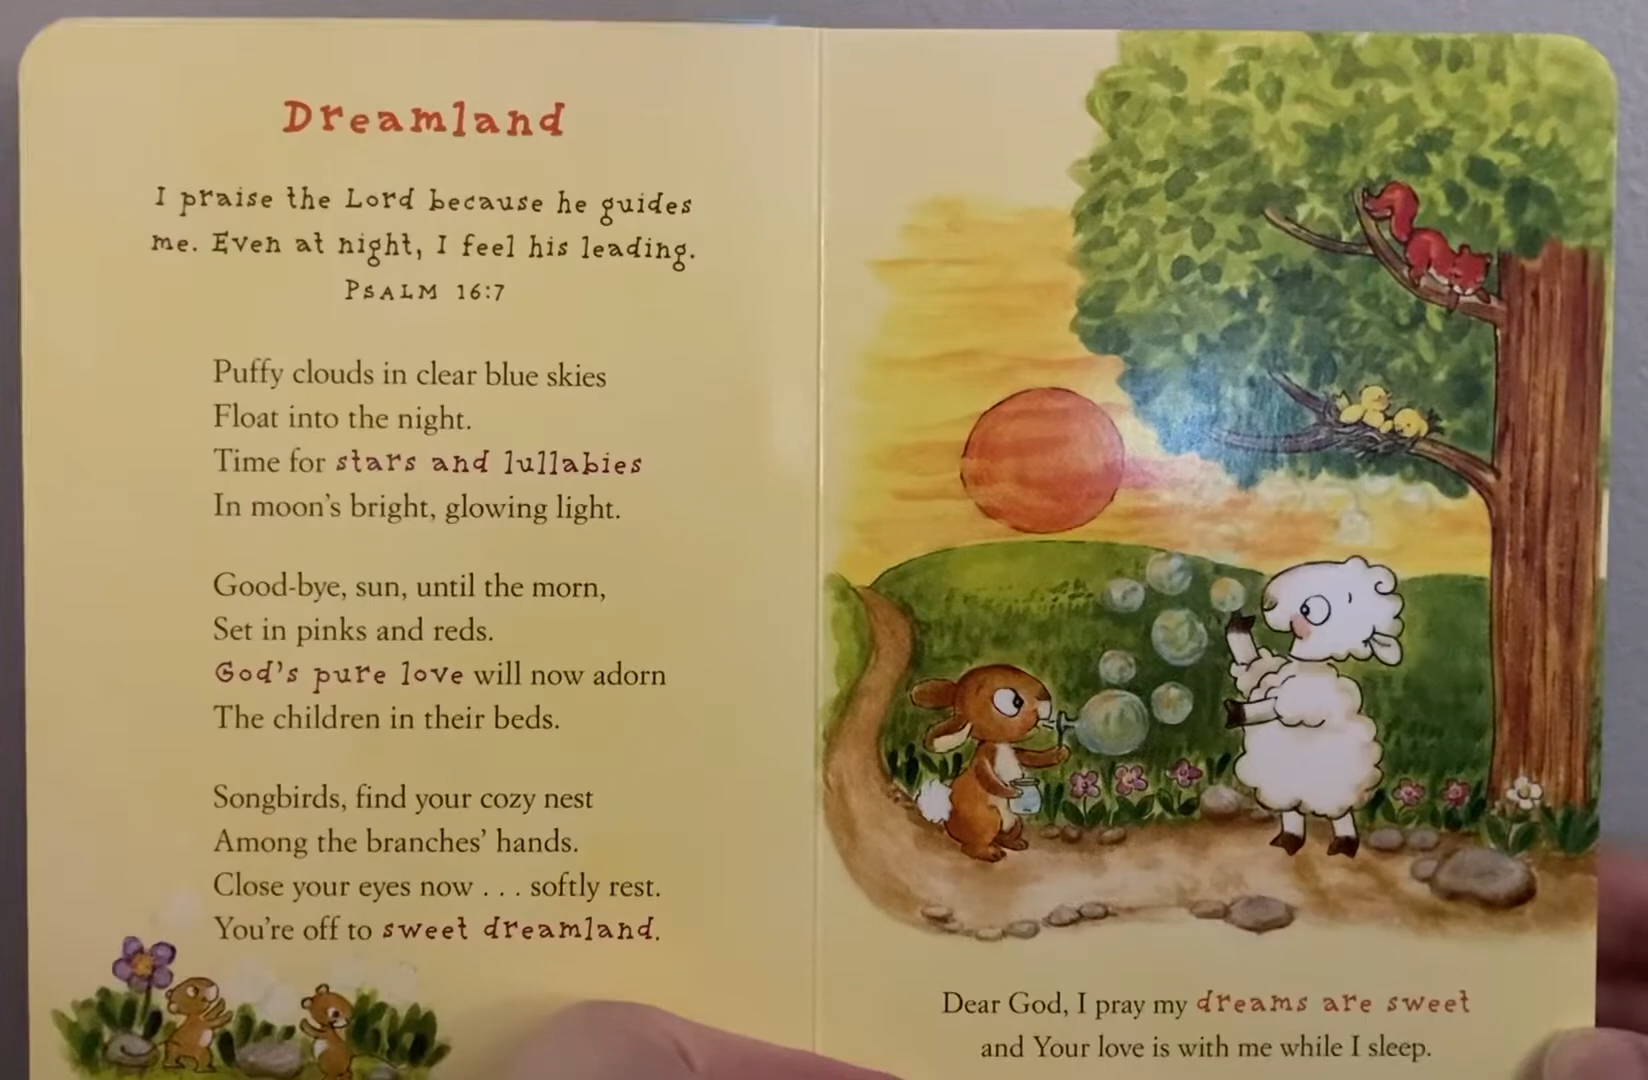 Dreamland
I praise the Lord because he guides
me. Even at night, I feel his leading.
PSALM 16:7
Puffy clouds in clear blue skies
Float into the night.
Time for stars and lullabies
In moon's bright, glowing light.
Good-bye, sun, until the morn,
Set in pinks and reds.
God's pure love will now adorn
The children in their beds.
Songbirds, find your cozy nest
Among the branches' hands.
Close your eyes now . . . softly rest.
You're off to sweet dreamland.
Dear God, I pray my dreams are sweet
and Your love is with me while I sleep.